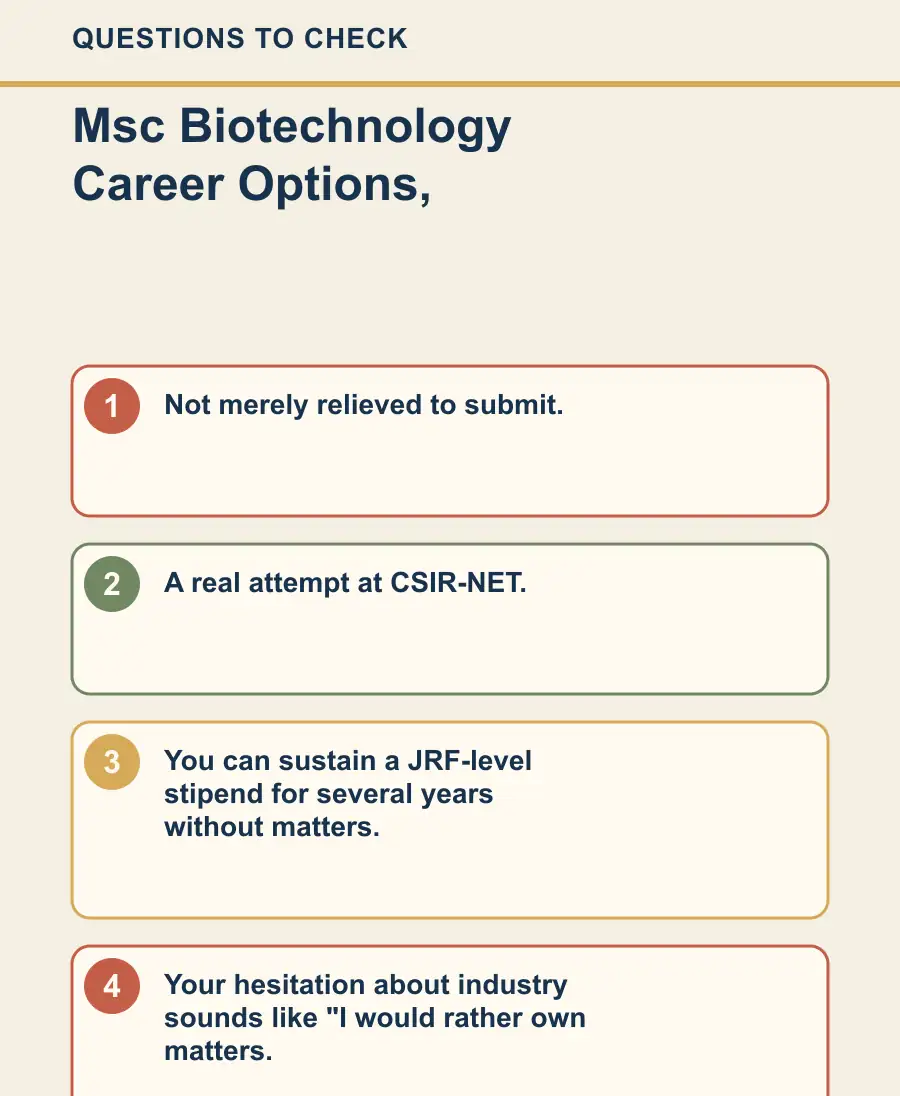 QUESTIONS TO CHECK
Msc Biotechnology
Career Options,
1
Not merely relieved to submit.
2
A real attempt at CSIR-NET.
3
You can sustain a JRF-level
stipend for several years
without matters.
4
Your hesitation about industry
sounds like "I would rather own
matters.